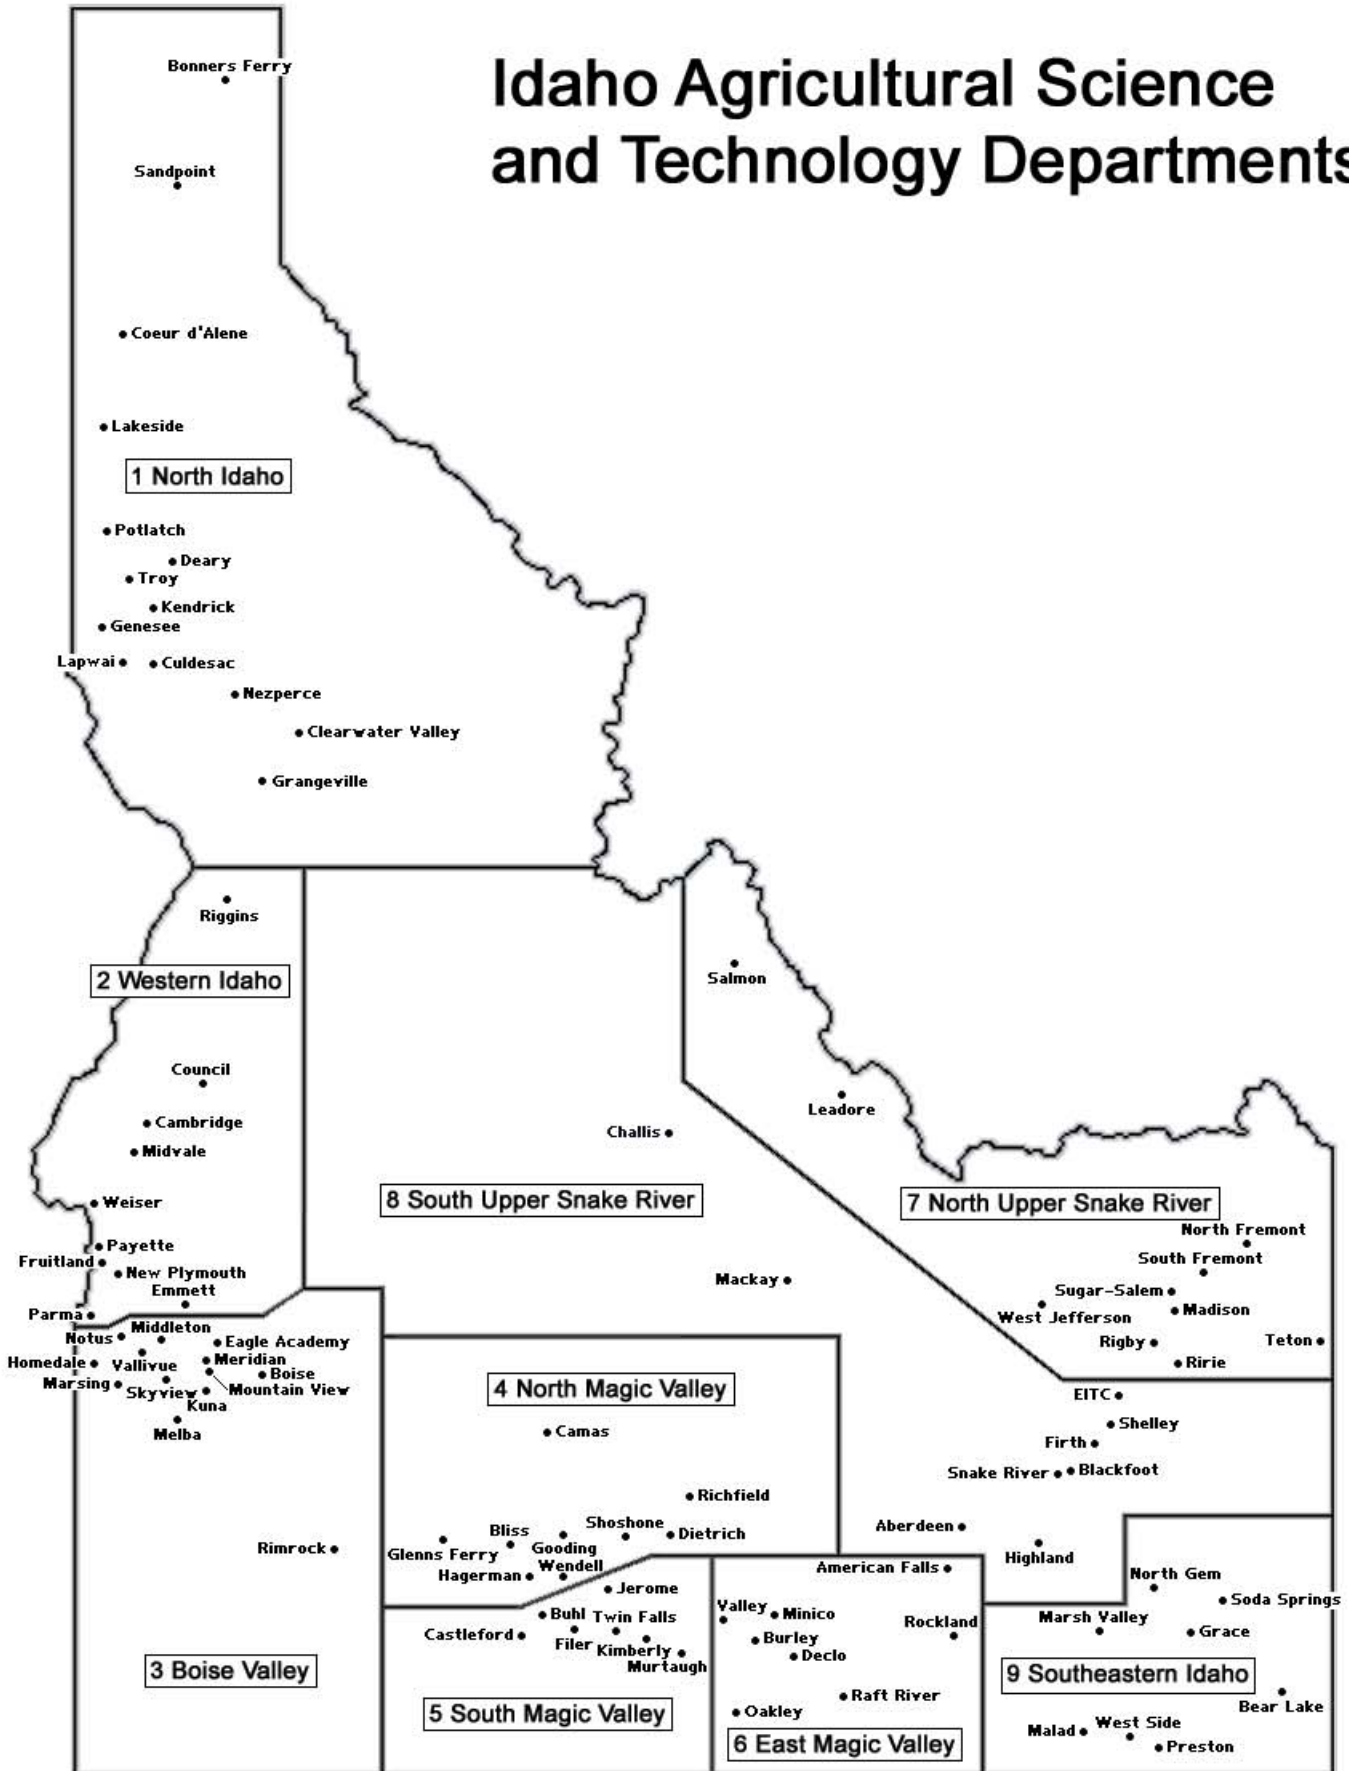 Idaho Agricultural Science
and Technology Departments
Bonners Ferry
Sandpoint
Coeur d'Alene
Lakeside
1 North Idaho
Potlatch
Deary
Troy
Kendrick
Genesee
Lapwai
Culdesac
Nezperce
Clearwater Valley
Grangeville
Riggins
2 Western Idaho
Salmon
Council
Leadore
Cambridge
Challis
Midvale
Weiser
8 South Upper Snake River
7 North Upper Snake River
North Fremont
Payette
South Fremont
Fruitland
New Plymouth
Mackay
Emmett
Sugar-Salem
Parma
West Jefferson
Madison
Middleton
Notus
Eagle Academy
Rigby
Teton
Homedale
Vallivue
Meridian
Ririe
Boise
Marsing
Skyview
Mountain View
4 North Magic Valley
EITC
Kuna
Melba
Camas
Shelley
Firth
Snake River
Blackfoot
Richfield
Aberdeen
Shoshone
Bliss
Dietrich
Rimrock
Glenns Ferry
Gooding
Highland
Wendell
American Falls
Hagerman
North Gem
Jerome
Soda Springs
Valley
Minico
Buhl
Twin Falls
Marsh Valley
Rockland
Castleford
Filer
Burley
Grace
Kimberly
Declo
Murtaugh
3 Boise Valley
9 Southeastern Idaho
Raft River
Bear Lake
5 South Magic Valley
Oakley
West Side
Malad
6 East Magic Valley
Preston